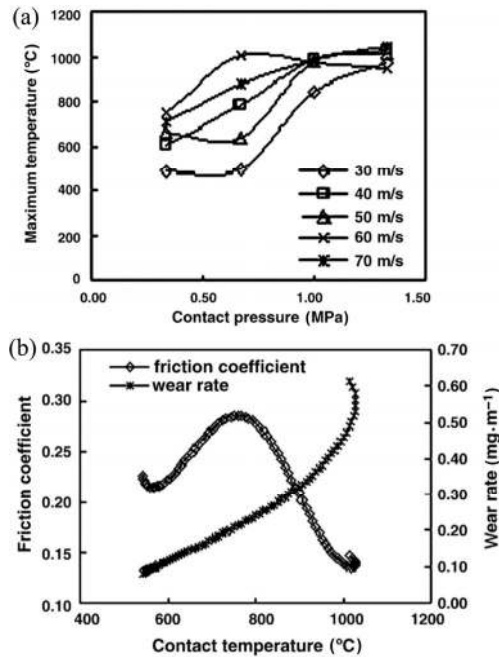 (a)
1200
1000
800
600
400
200
0
Maximum temperature (°C)
30 m/s
40 m/s
50 m/s
60 m/s
70 m/s
0.00 0.50 1.00 1.50
Contact pressure (MPa)
(b)
0.35
0.30
0.25
0.20
0.15
0.10
Friction coefficient
friction coefficient
wear rate
0.70
0.60
0.50
0.40
0.30
0.20
0.10
0.00
Wear rate (mg·m⁻¹)
400 600 800 1000 1200
Contact temperature (°C)